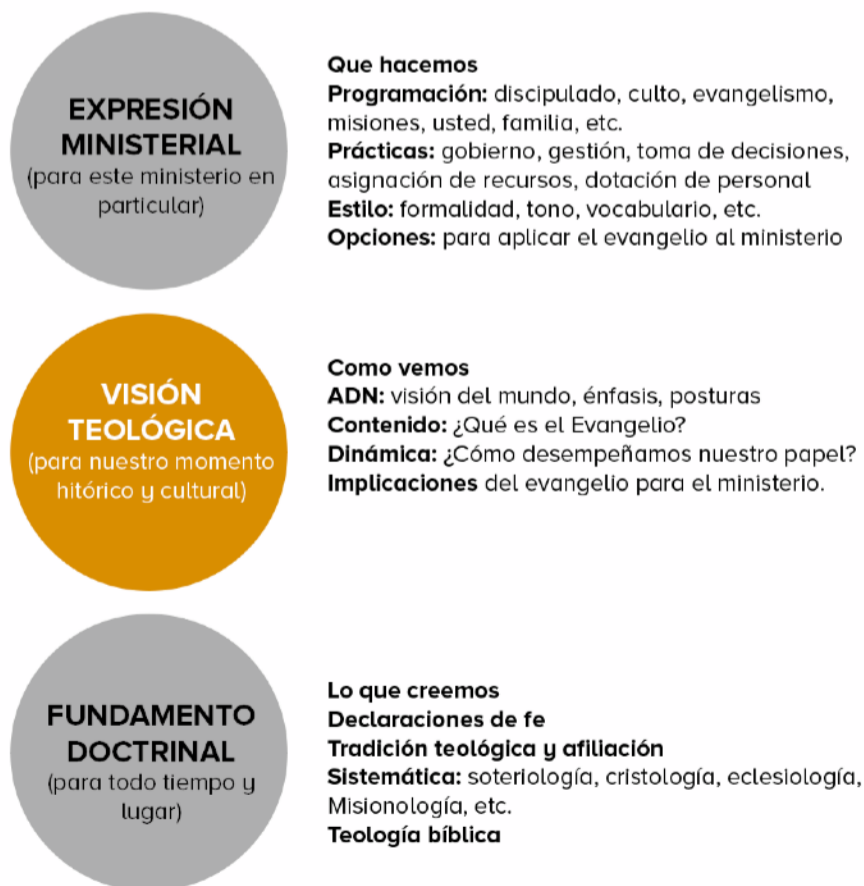 EXPRESIÓN
MINISTERIAL
(para este ministerio en
particular)
Que hacemos
Programación: discipulado, culto, evangelismo,
misiones, usted, familia, etc.
Prácticas: gobierno, gestión, toma de decisiones,
asignación de recursos, dotación de personal
Estilo: formalidad, tono, vocabulario, etc.
Opciones: para aplicar el evangelio al ministerio
VISIÓN
TEOLÓGICA
(para nuestro momento
hitórico y cultural)
Como vemos
ADN: visión del mundo, énfasis, posturas
Contenido: ¿Qué es el Evangelio?
Dinámica: ¿Cómo desempeñamos nuestro papel?
Implicaciones del evangelio para el ministerio.
FUNDAMENTO
DOCTRINAL
(para todo tiempo y
lugar)
Lo que creemos
Declaraciones de fe
Tradición teológica y afiliación
Sistemática: soteriología, cristología, eclesiología,
Misionología, etc.
Teología bíblica